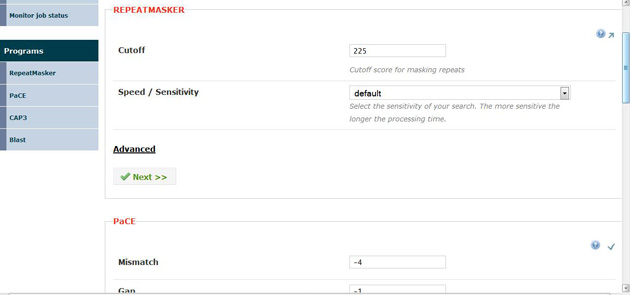 Monitor job status
Programs
RepeatMasker
PaCE
CAP3
Blast
REPEATMASKER
Cutoff
225
Cutoff score for masking repeats
Speed / Sensitivity
default
Select the sensitivity of your search. The more sensitive the
longer the processing time.
Advanced
Next >>
PaCE
Mismatch
-4
Gap
-1